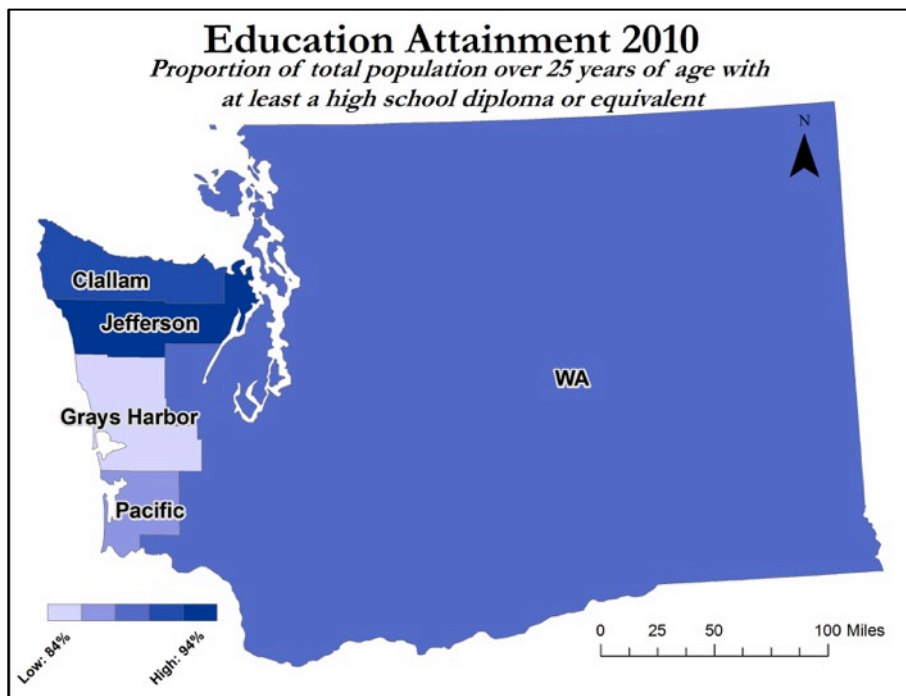 Education Attainment 2010
Proportion of total population over 25 years of age with
at least a high school diploma or equivalent
N
Clallam
Jefferson
WA
Grays Harbor
Pacific
Low: 84%
High: 94%
0 25 50 100 Miles